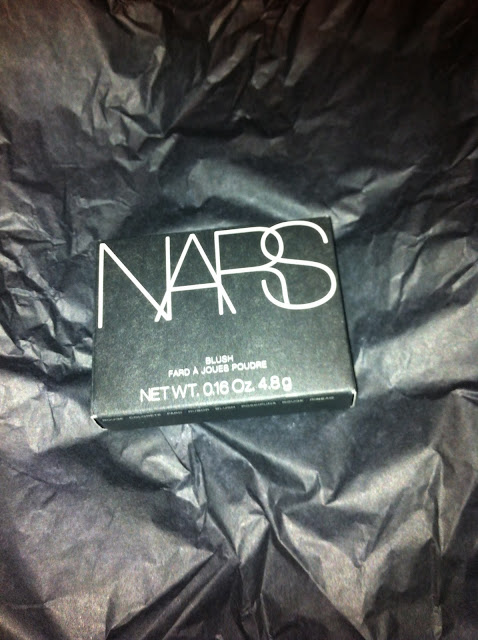 NARS
BLUSH
FARD À JOUES POUDRE
NET WT. 0.16 Oz. 4.8 g